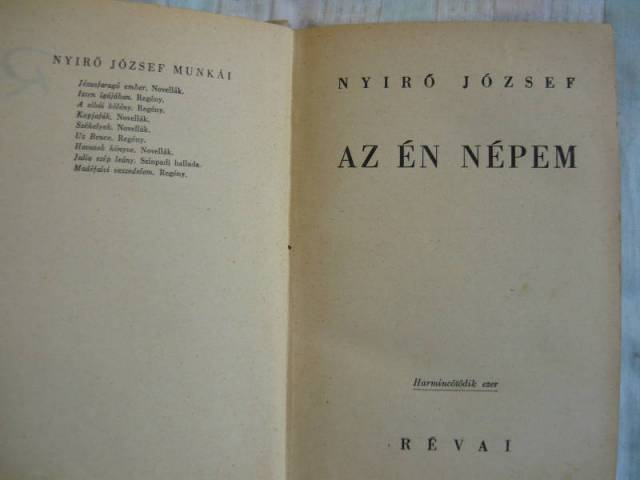 NYIRŐ JÓZSEF MUNKÁI
Jézusfaragó ember. Novellák.
Isten igájában. Regény.
A sibói bölény. Regény.
Kopjafák. Novellák.
Székelyek. Novellák.
Uz Bence. Regény.
Havasok könyve. Novellák.
Julia szép leány. Színpadi ballada.
Madéfalvi veszedelem. Regény.
NYIRŐ JÓZSEF
AZ ÉN NÉPEM
Harmincötödik ezer
RÉVAI